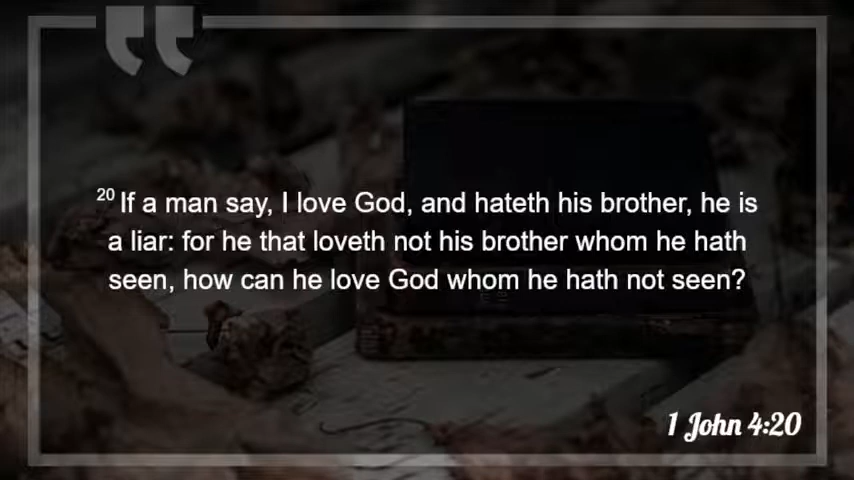 20 If a man say, I love God, and hateth his brother, he is
a liar: for he that loveth not his brother whom he hath
seen, how can he love God whom he hath not seen?
1 John 4:20